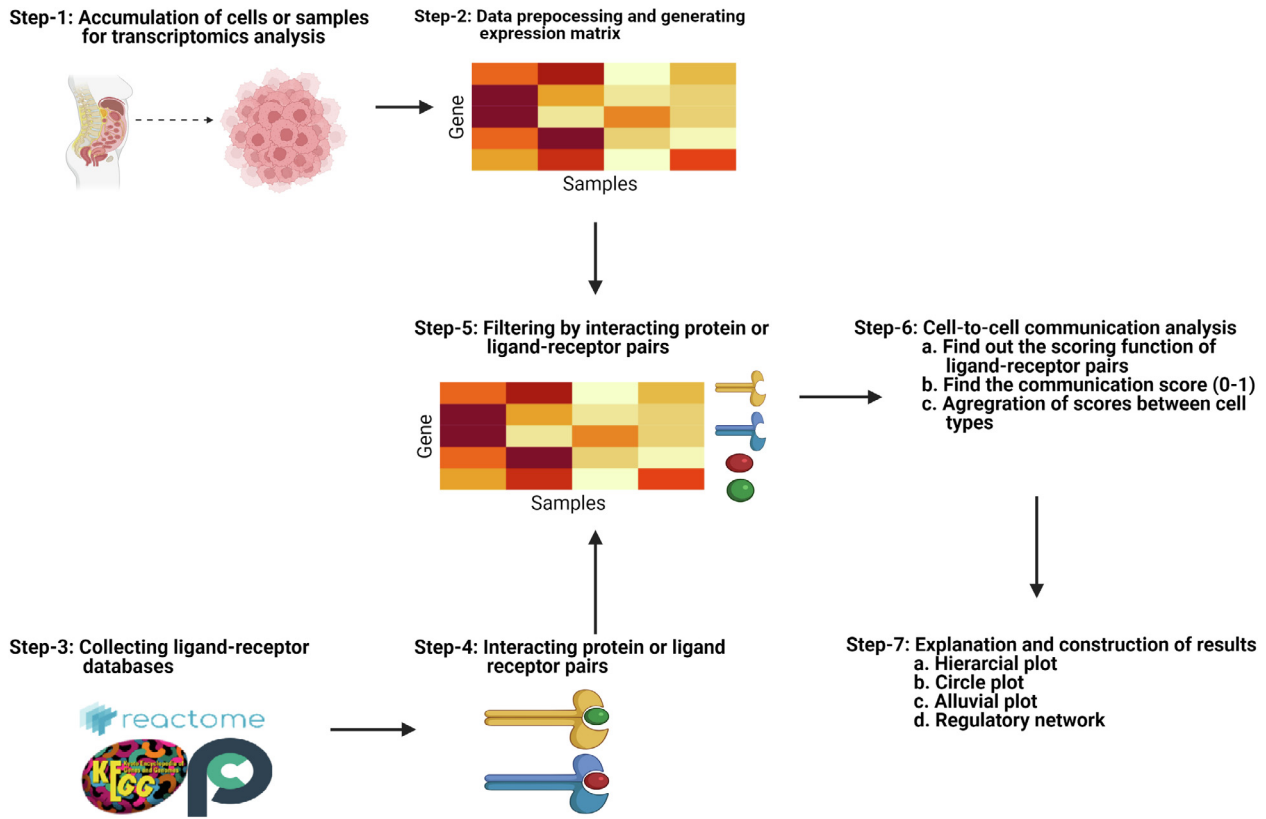 Step-1: Accumulation of cells or samples
for transcriptomics analysis
Step-2: Data prepocessing and generating
expression matrix
Gene
Samples
Step-5: Filtering by interacting protein or
ligand-receptor pairs
Gene
Samples
Step-6: Cell-to-cell communication analysis
a. Find out the scoring function of
ligand-receptor pairs
b. Find the communication score (0-1)
c. Agregration of scores between cell
types
Step-3: Collecting ligand-receptor
databases
reactome
KEGG
Step-4: Interacting protein or ligand
receptor pairs
Step-7: Explanation and construction of results
a. Hierarcial plot
b. Circle plot
c. Alluvial plot
d. Regulatory network